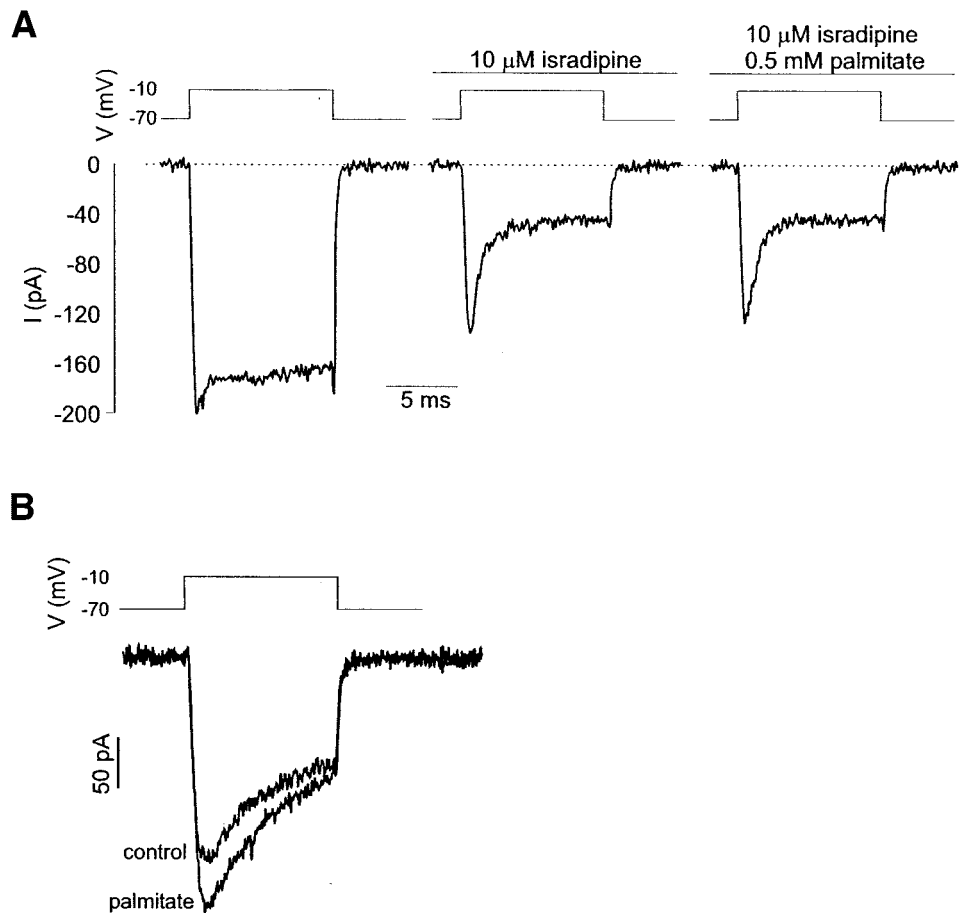 A
10 μM isradipine
10 μM isradipine
0.5 mM palmitate
V (mV)
-10
-70
I (pA)
0
-40
-80
-120
-160
-200
5 ms
B
V (mV)
-10
-70
50 pA
control
palmitate